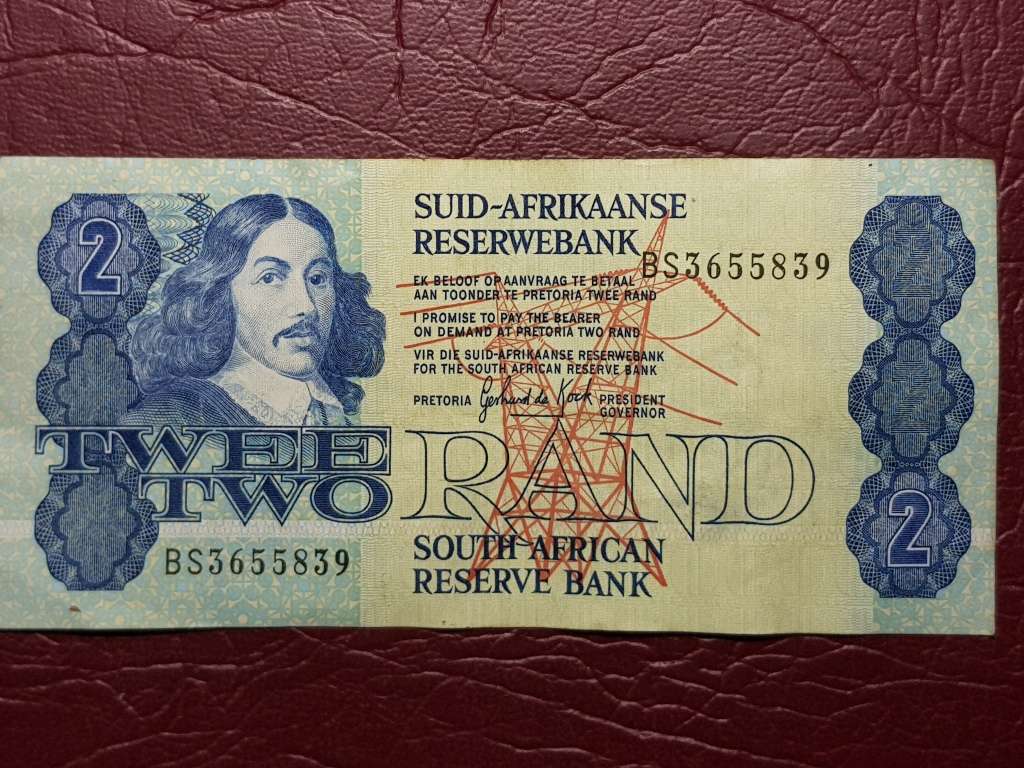 2
SUID-AFRIKAANSE
RESERWEBANK
BS3655839
EK BELOOF OP AANVRAAG TE BETAAL
AAN TOONDER TE PRETORIA TWEE RAND
I PROMISE TO PAY THE BEARER
ON DEMAND AT PRETORIA TWO RAND
VIR DIE SUID-AFRIKAANSE RESERWEBANK
FOR THE SOUTH AFRICAN RESERVE BANK
PRETORIA Gerhard de Kock PRESIDENT
GOVERNOR
TWEE
TWO
RAND
2
SOUTH AFRICAN
RESERVE BANK
BS3655839